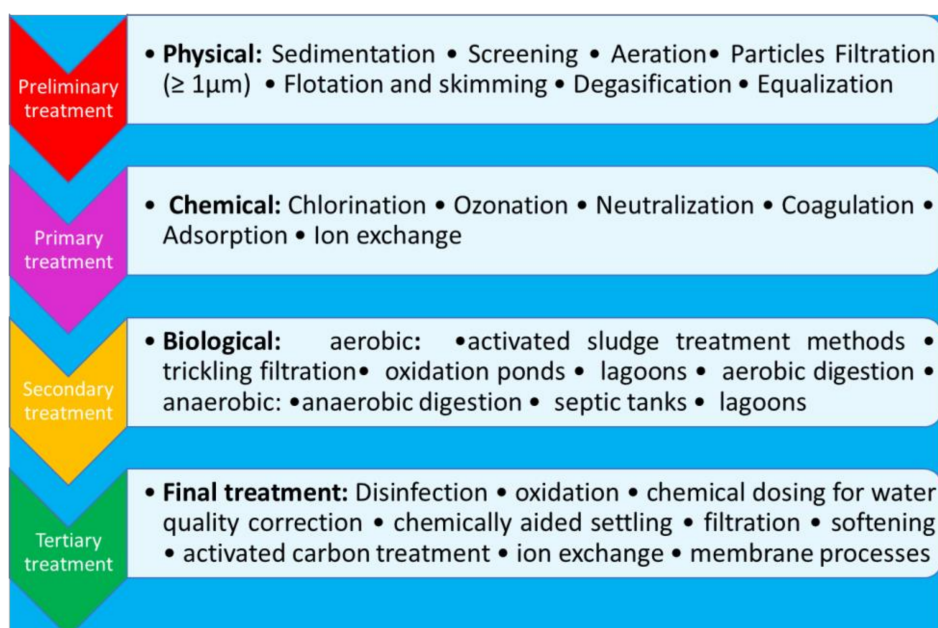 Preliminary
treatment
• Physical: Sedimentation • Screening • Aeration• Particles Filtration
(≥ 1µm) • Flotation and skimming • Degasification • Equalization
Primary
treatment
• Chemical: Chlorination • Ozonation • Neutralization • Coagulation •
Adsorption • Ion exchange
Secondary
treatment
• Biological: aerobic: •activated sludge treatment methods •
trickling filtration• oxidation ponds • lagoons • aerobic digestion •
anaerobic: •anaerobic digestion • septic tanks • lagoons
Tertiary
treatment
• Final treatment: Disinfection • oxidation • chemical dosing for water
quality correction • chemically aided settling • filtration • softening
• activated carbon treatment • ion exchange • membrane processes